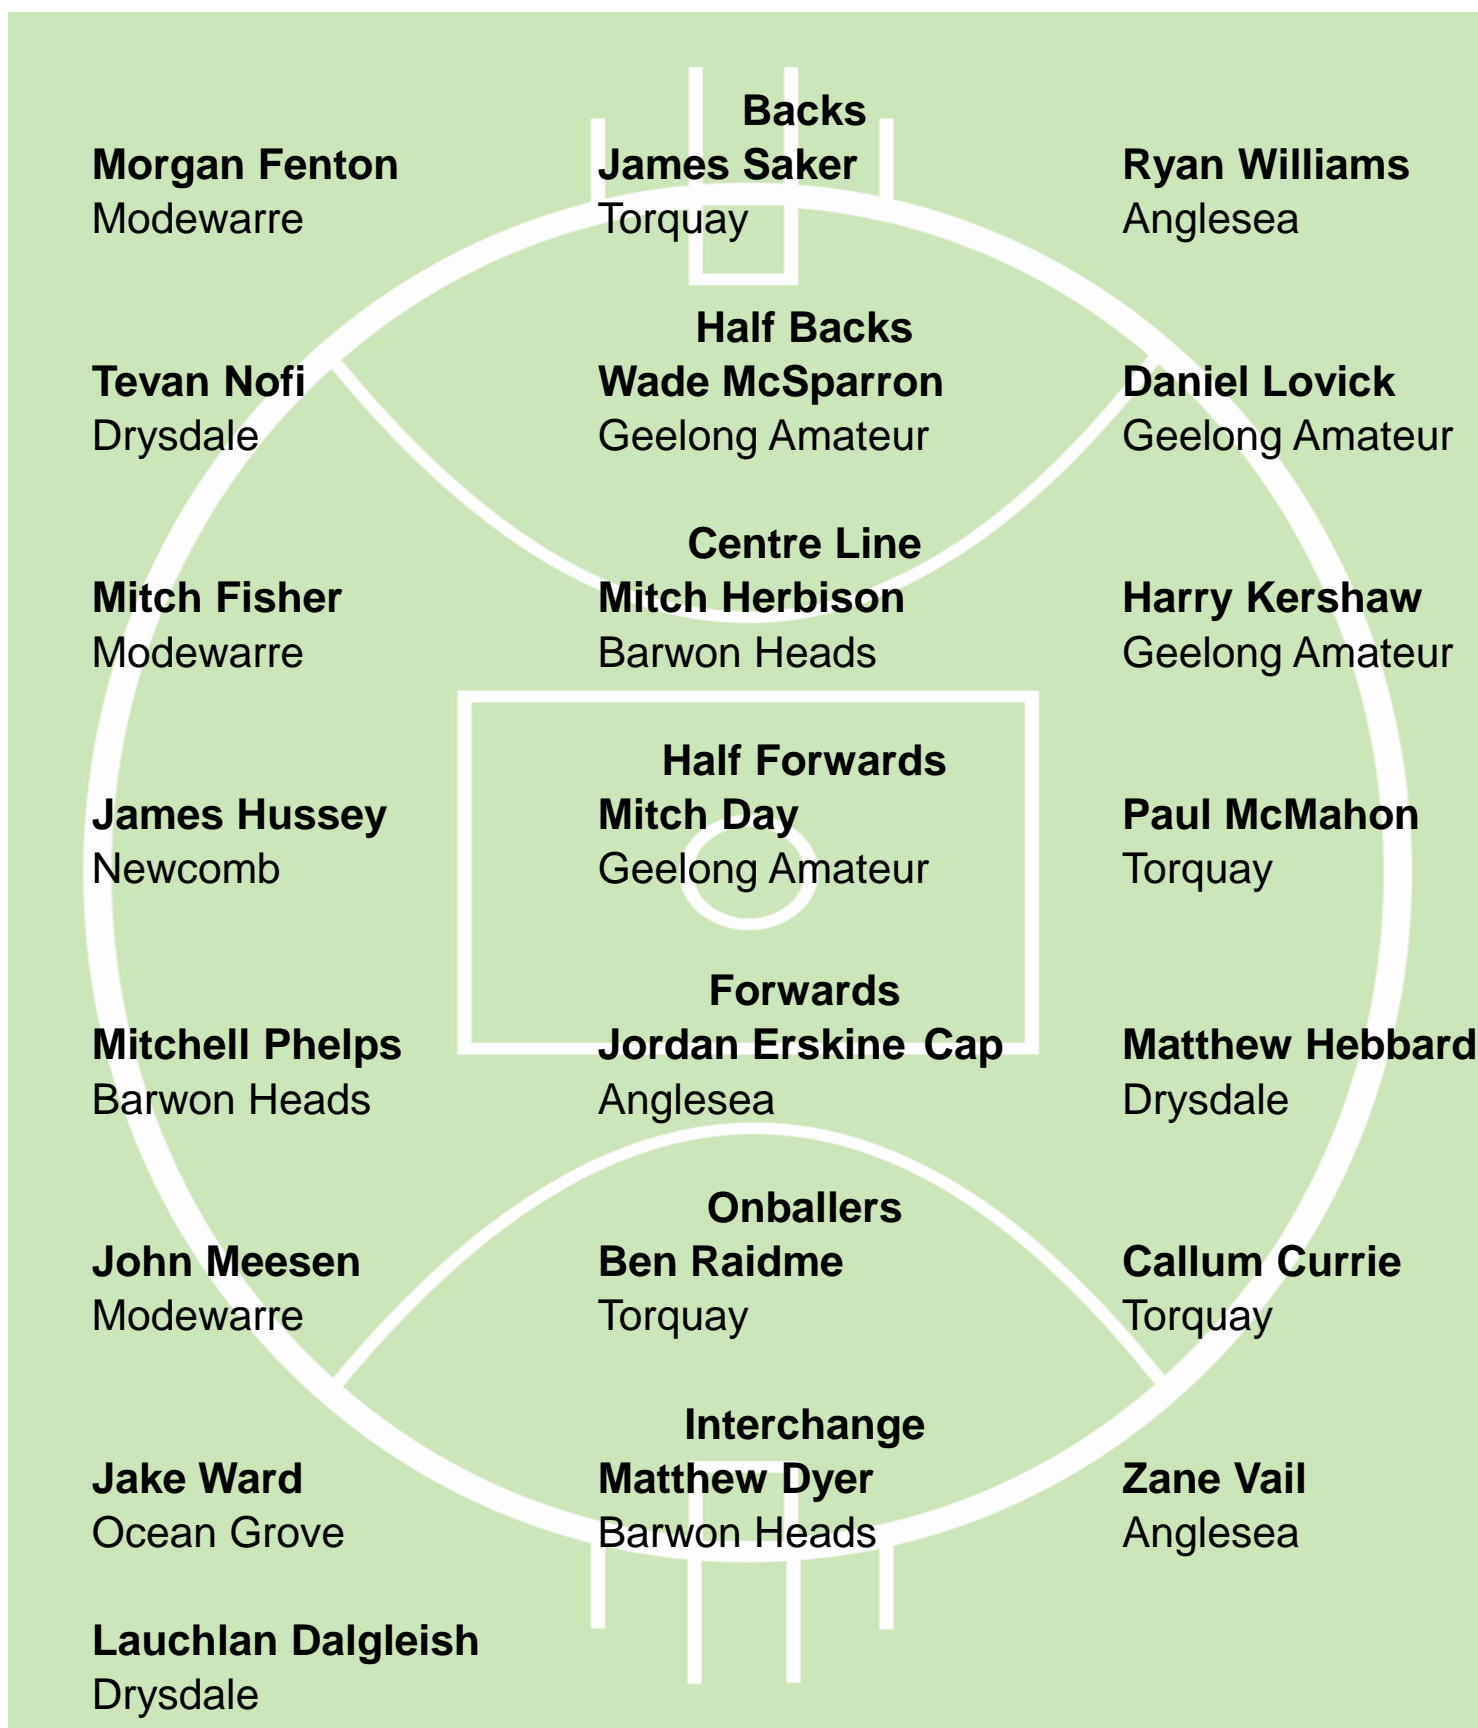 Backs
Morgan Fenton James Saker Ryan Williams
Modewarre Torquay Anglesea
Half Backs
Tevan Nofi Wade McSparron Daniel Lovick
Drysdale Geelong Amateur Geelong Amateur
Centre Line
Mitch Fisher Mitch Herbison Harry Kershaw
Modewarre Barwon Heads Geelong Amateur
Half Forwards
James Hussey Mitch Day Paul McMahon
Newcomb Geelong Amateur Torquay
Forwards
Mitchell Phelps Jordan Erskine Cap Matthew Hebbard
Barwon Heads Anglesea Drysdale
Onballers
John Meesen Ben Raidme Callum Currie
Modewarre Torquay Torquay
Interchange
Jake Ward Matthew Dyer Zane Vail
Ocean Grove Barwon Heads Anglesea
Lauchlan Dalgleish
Drysdale